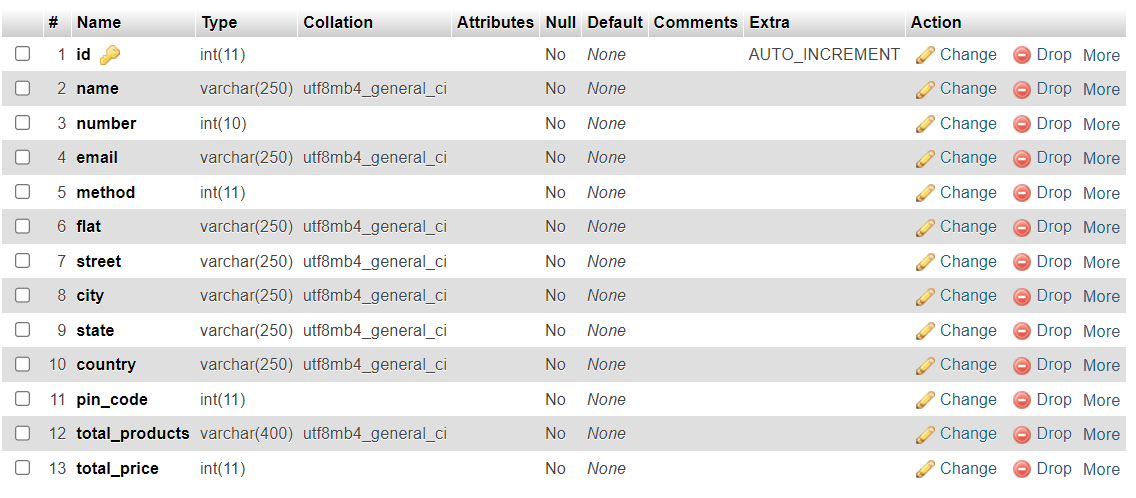 # Name Type Collation Attributes Null Default Comments Extra Action
1 id int(11) No None AUTO_INCREMENT Change Drop More
2 name varchar(250) utf8mb4_general_ci No None Change Drop More
3 number int(10) No None Change Drop More
4 email varchar(250) utf8mb4_general_ci No None Change Drop More
5 method int(11) No None Change Drop More
6 flat varchar(250) utf8mb4_general_ci No None Change Drop More
7 street varchar(250) utf8mb4_general_ci No None Change Drop More
8 city varchar(250) utf8mb4_general_ci No None Change Drop More
9 state varchar(250) utf8mb4_general_ci No None Change Drop More
10 country varchar(250) utf8mb4_general_ci No None Change Drop More
11 pin_code int(11) No None Change Drop More
12 total_products varchar(400) utf8mb4_general_ci No None Change Drop More
13 total_price int(11) No None Change Drop More